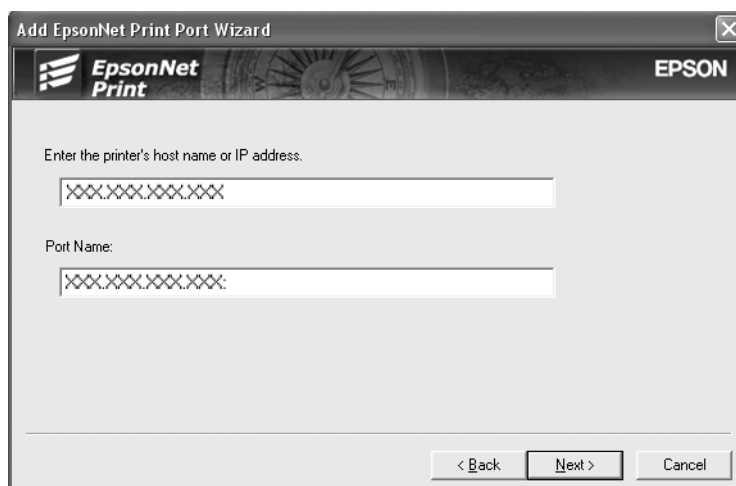 Add EpsonNet Print Port Wizard
EpsonNet
Print
EPSON
Enter the printer's host name or IP address.
XXX.XXX.XXX.XXX
Port Name:
XXX.XXX.XXX.XXX:
< Back
Next >
Cancel